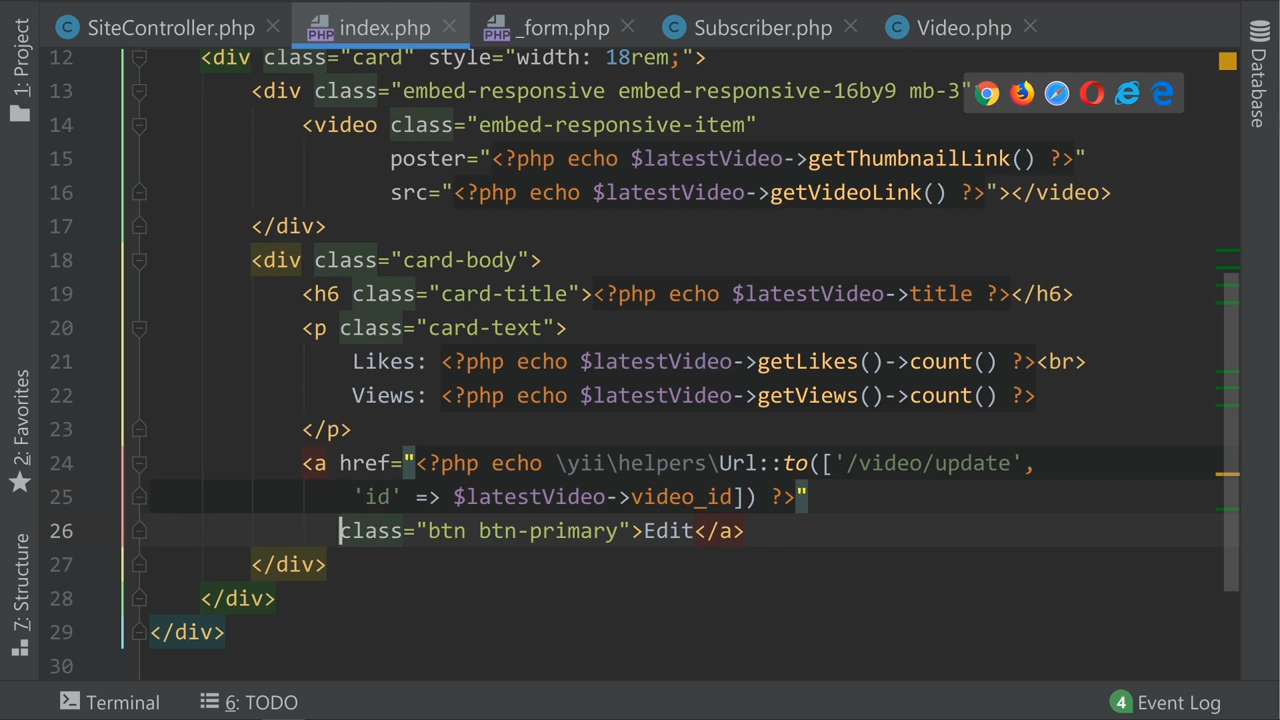 SiteController.php
index.php
_form.php
Subscriber.php
Video.php
1: Project
2: Favorites
7: Structure
Database
12 <div class="card" style="width: 18rem;">
13 <div class="embed-responsive embed-responsive-16by9 mb-3"
14 <video class="embed-responsive-item"
15 poster="<?php echo $latestVideo->getThumbnailLink() ?>"
16 src="<?php echo $latestVideo->getVideoLink() ?>"></video>
17 </div>
18 <div class="card-body">
19 <h6 class="card-title"><?php echo $latestVideo->title ?></h6>
20 <p class="card-text">
21 Likes: <?php echo $latestVideo->getLikes()->count() ?><br>
22 Views: <?php echo $latestVideo->getViews()->count() ?>
23 </p>
24 <a href="<?php echo \yii\helpers\Url::to(['/video/update',
25 'id' => $latestVideo->video_id]) ?>"
26 class="btn btn-primary">Edit</a>
27 </div>
28 </div>
29 </div>
30
Terminal
6: TODO
4 Event Log